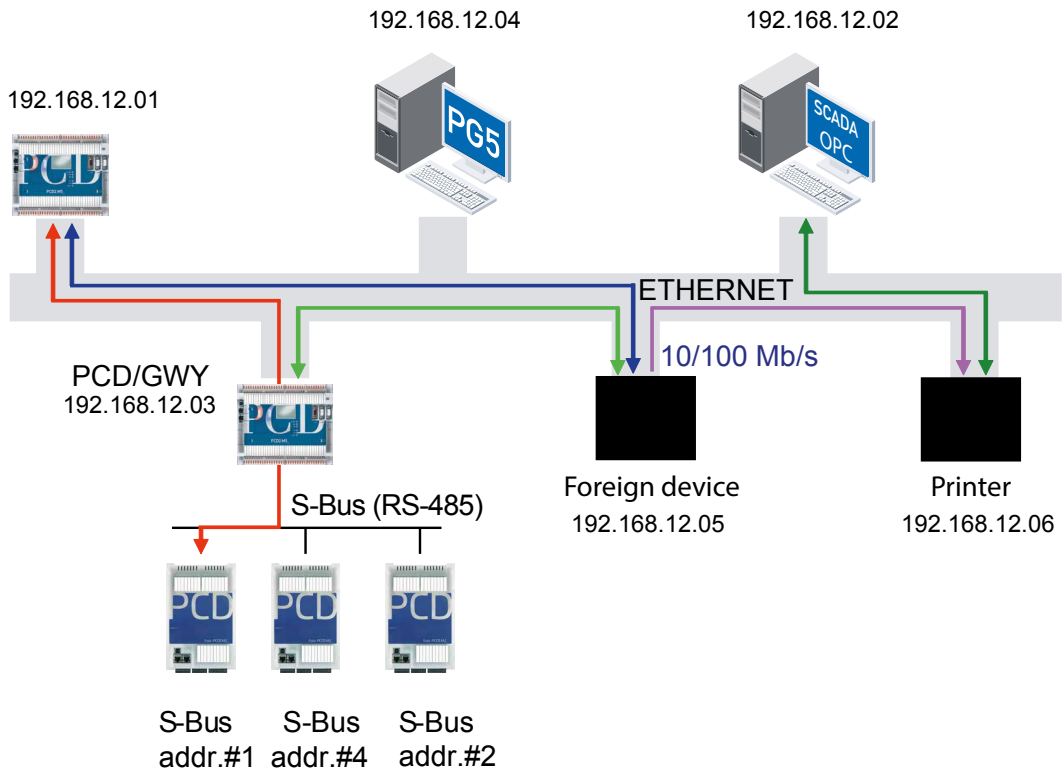 192.168.12.04
192.168.12.02
192.168.12.01
PCD
PG5
SCADA
OPC
ETHERNET
10/100 Mb/s
PCD/GWY
192.168.12.03
PCD
Foreign device
192.168.12.05
Printer
192.168.12.06
S-Bus (RS-485)
PCD
PCD
PCD
S-Bus
addr.#1
S-Bus
addr.#4
S-Bus
addr.#2